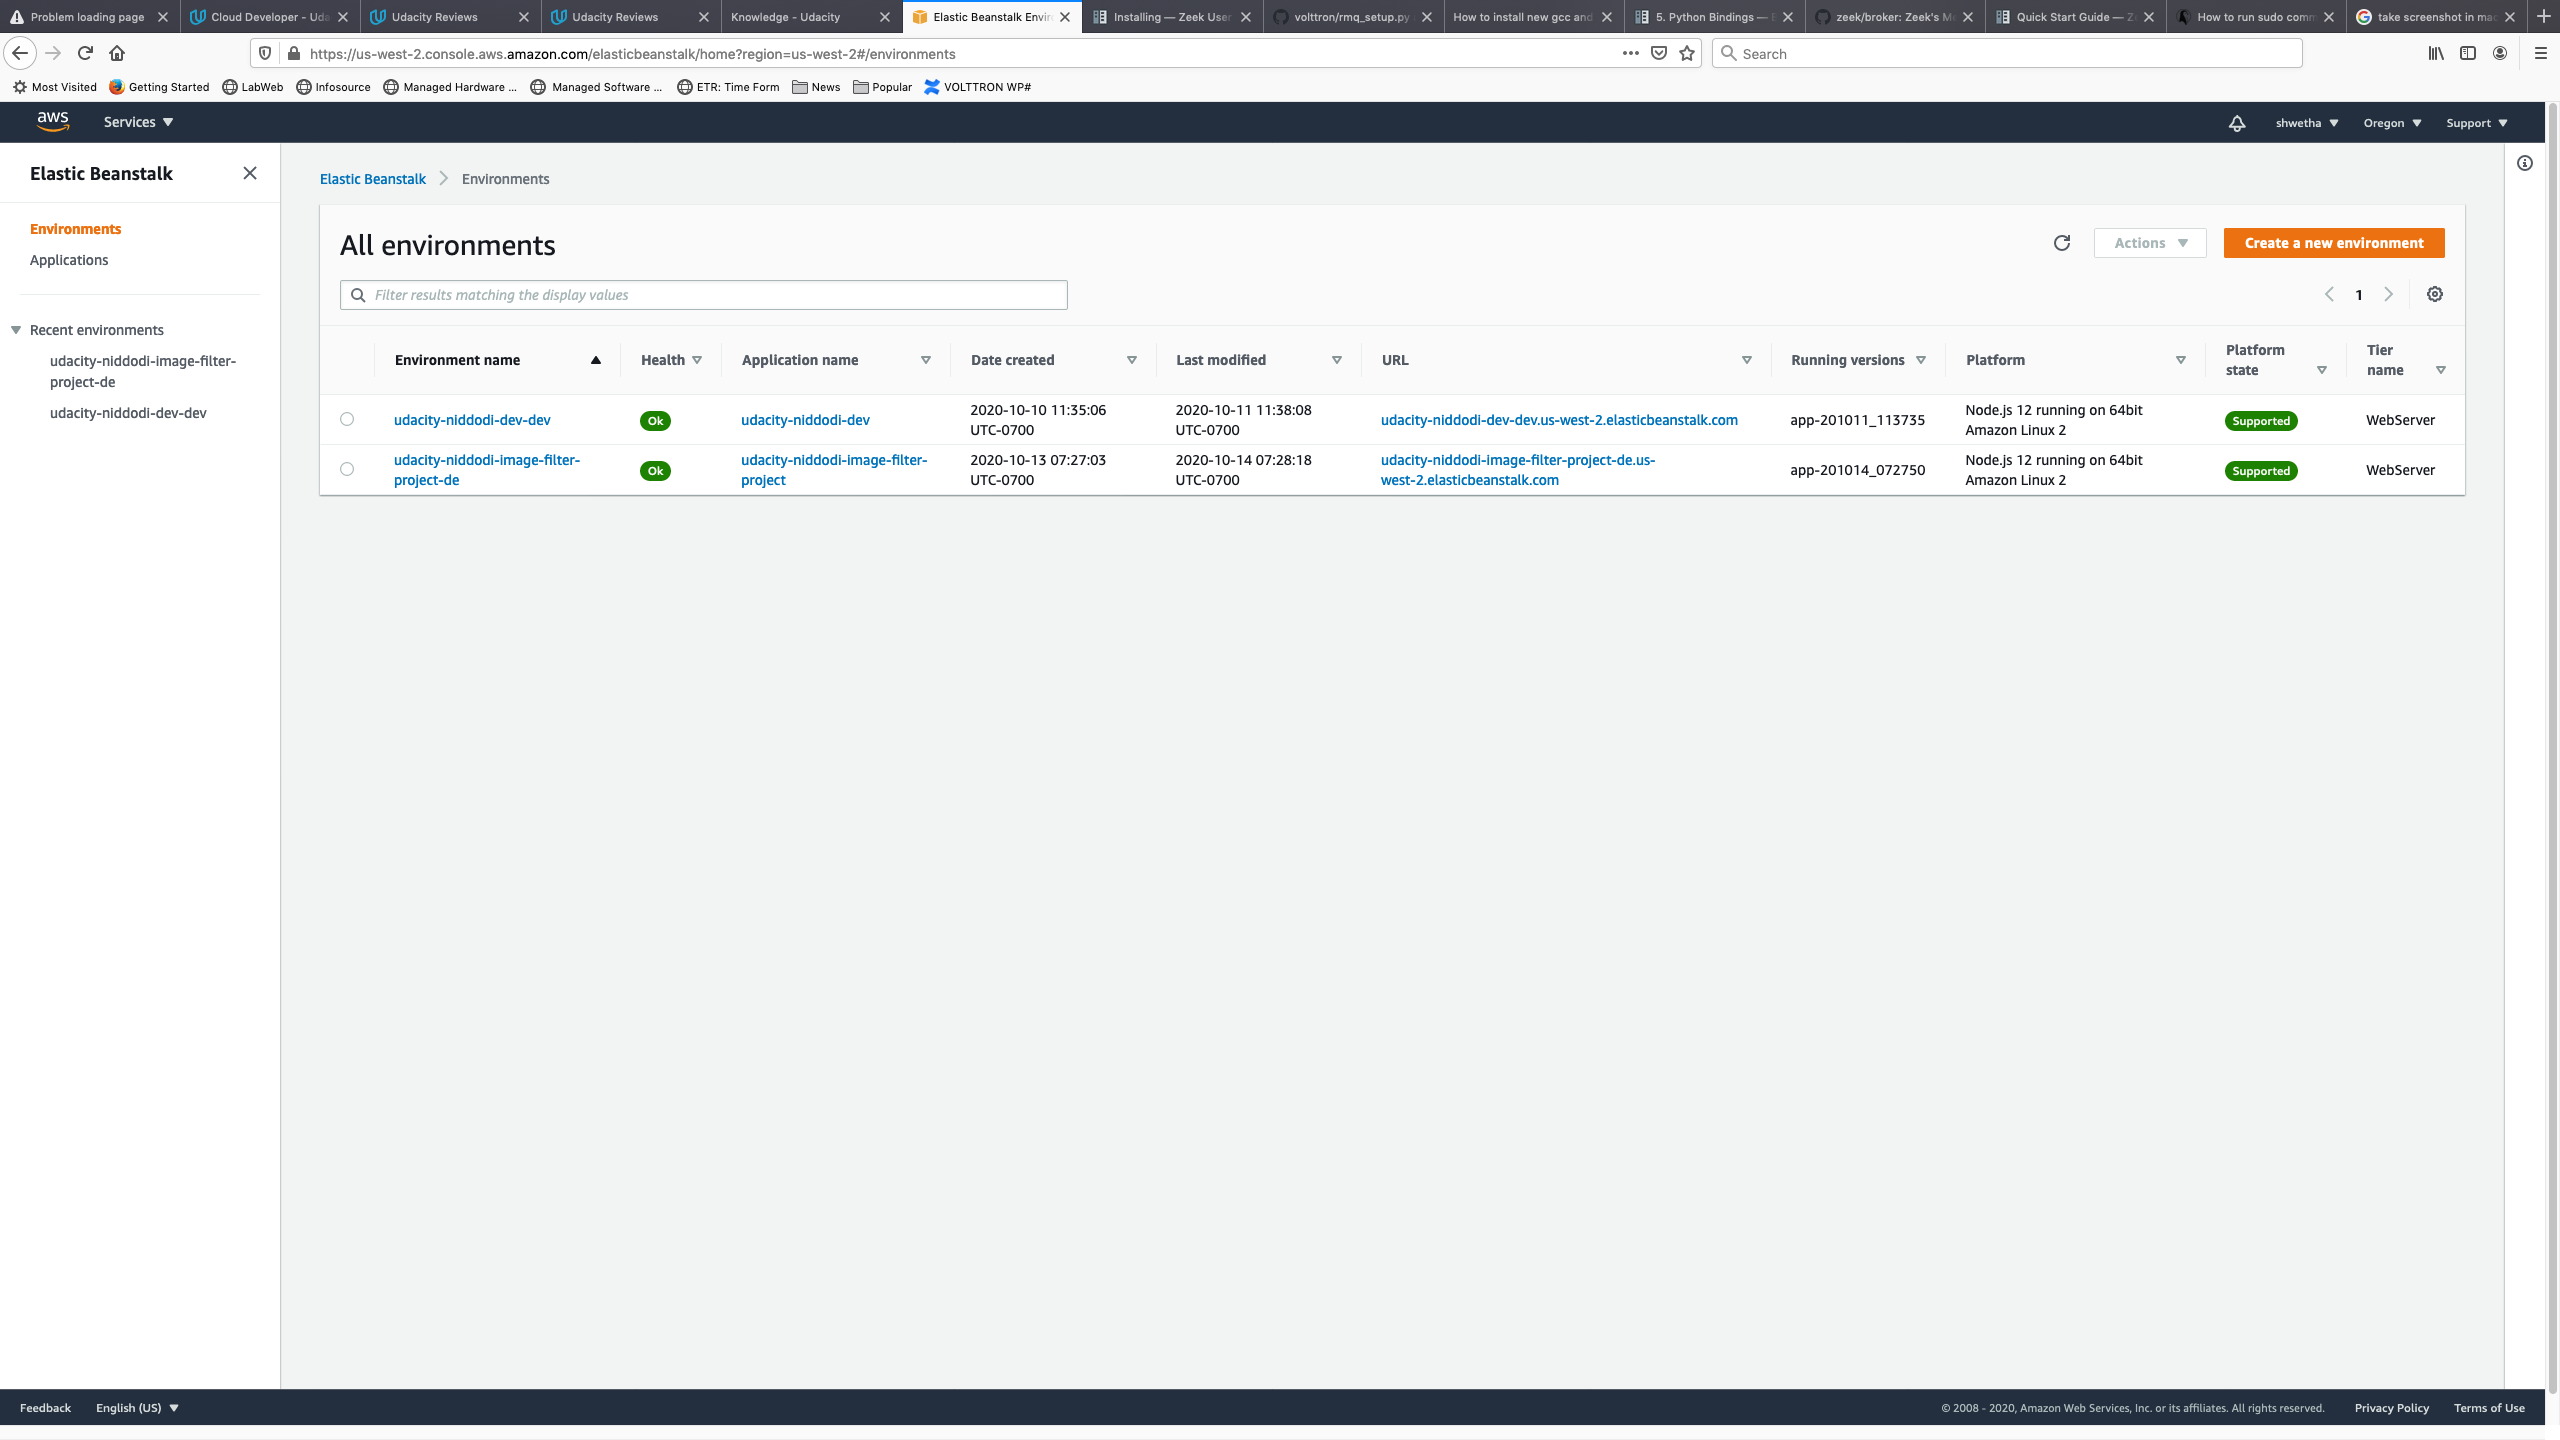 Problem loading page
Cloud Developer - Uda
Udacity Reviews
Udacity Reviews
Knowledge - Udacity
Elastic Beanstalk Envir
Installing — Zeek User
volttron/rmq_setup.py
How to install new gcc and
5. Python Bindings —
zeek/broker: Zeek's M
Quick Start Guide —
How to run sudo comm
take screenshot in mac
https://us-west-2.console.aws.amazon.com/elasticbeanstalk/home?region=us-west-2#/environments
Search
Most Visited
Getting Started
LabWeb
Infosource
Managed Hardware ...
Managed Software ...
ETR: Time Form
News
Popular
VOLTTRON WP#
aws
Services
shwetha
Oregon
Support
Elastic Beanstalk
Environments
Applications
Recent environments
udacity-niddodi-image-filter-
project-de
udacity-niddodi-dev-dev
Elastic Beanstalk
Environments
All environments
Actions
Create a new environment
Filter results matching the display values
1
Environment name
Health
Application name
Date created
Last modified
URL
Running versions
Platform
Platform
state
Tier
name
udacity-niddodi-dev-dev
Ok
udacity-niddodi-dev
2020-10-10 11:35:06
UTC-0700
2020-10-11 11:38:08
UTC-0700
udacity-niddodi-dev-dev.us-west-2.elasticbeanstalk.com
app-201011_113735
Node.js 12 running on 64bit
Amazon Linux 2
Supported
WebServer
udacity-niddodi-image-filter-
project-de
Ok
udacity-niddodi-image-filter-
project
2020-10-13 07:27:03
UTC-0700
2020-10-14 07:28:18
UTC-0700
udacity-niddodi-image-filter-project-de.us-
west-2.elasticbeanstalk.com
app-201014_072750
Node.js 12 running on 64bit
Amazon Linux 2
Supported
WebServer
Feedback
English (US)
© 2008 - 2020, Amazon Web Services, Inc. or its affiliates. All rights reserved.
Privacy Policy
Terms of Use